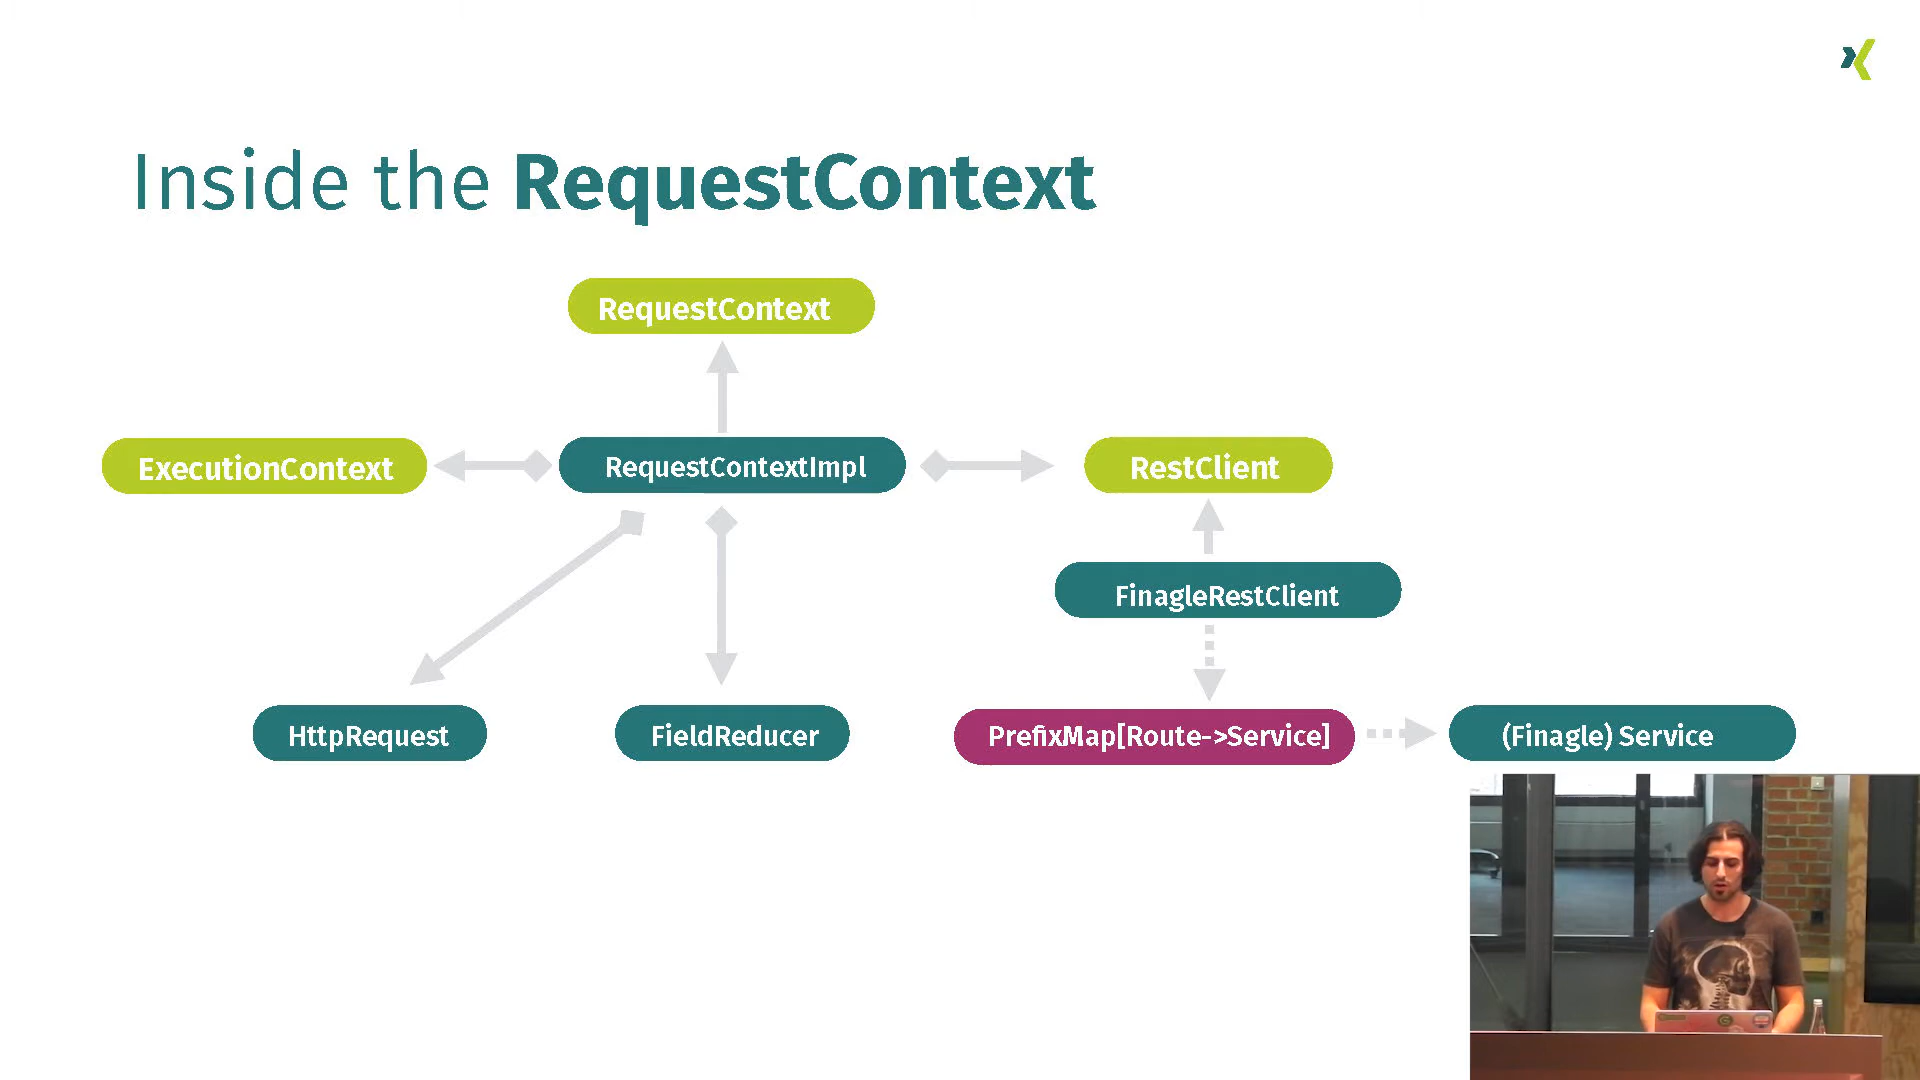 Inside the RequestContext
RequestContext
ExecutionContext
RequestContextImpl
RestClient
FinagleRestClient
HttpRequest
FieldReducer
PrefixMap[Route->Service]
(Finagle) Service